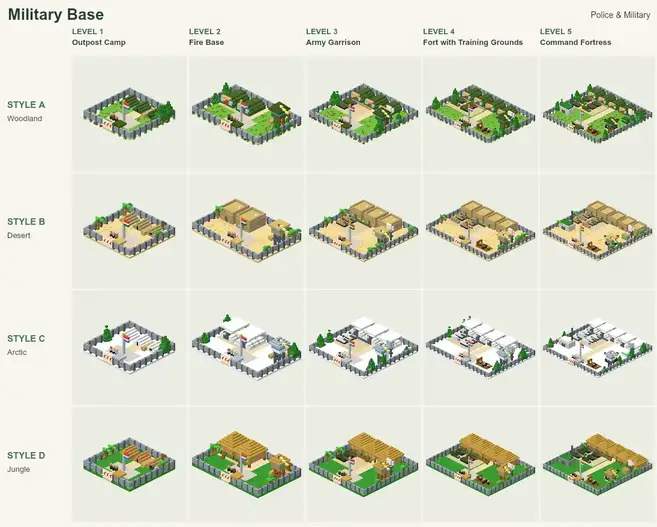 Military Base
Police & Military
LEVEL 1
Outpost Camp
LEVEL 2
Fire Base
LEVEL 3
Army Garrison
LEVEL 4
Fort with Training Grounds
LEVEL 5
Command Fortress
STYLE A
Woodland
STYLE B
Desert
STYLE C
Arctic
STYLE D
Jungle